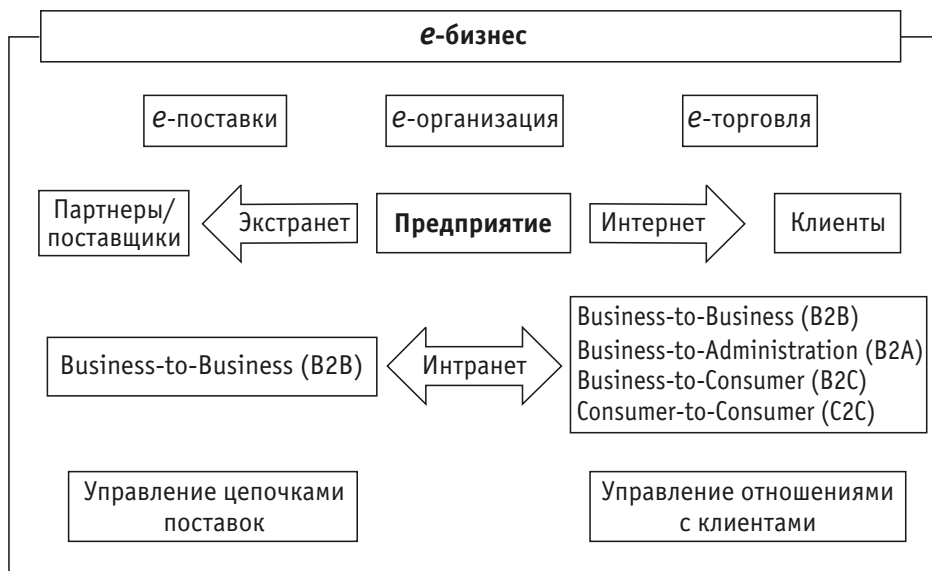 е-бизнес
е-поставки
е-организация
е-торговля
Партнеры/
поставщики
Экстранет
Предприятие
Интернет
Клиенты
Business-to-Business (B2B)
Интранет
Business-to-Business (B2B)
Business-to-Administration (B2A)
Business-to-Consumer (B2C)
Consumer-to-Consumer (C2C)
Управление цепочками
поставок
Управление отношениями
с клиентами